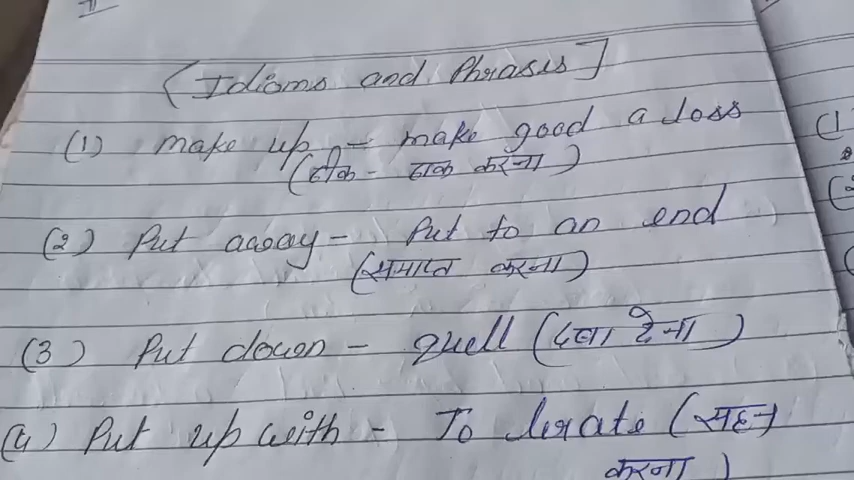 [Idioms and Phrases]
(1) make up - make good a loss
(ठीक - ठाक करना)
(2) Put away - Put to an end
(समाप्त करना)
(3) Put down - quell (दबा देना)
(4) Put up with - To lerate (सहन
करना)